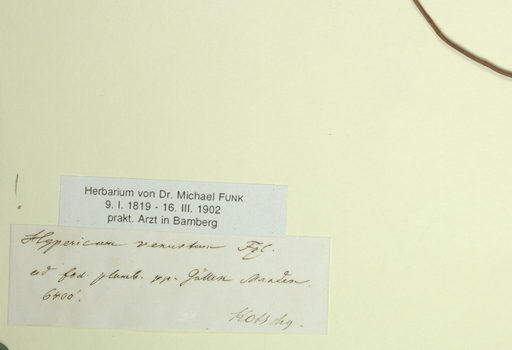 Herbarium von Dr. Michael FUNK
9. I. 1819 - 16. III. 1902
prakt. Arzt in Bamberg
Hypericum venustum Fzl.
ad fod. plumb. pp. Gülleh Maaden.
6400'.
Kotschy.